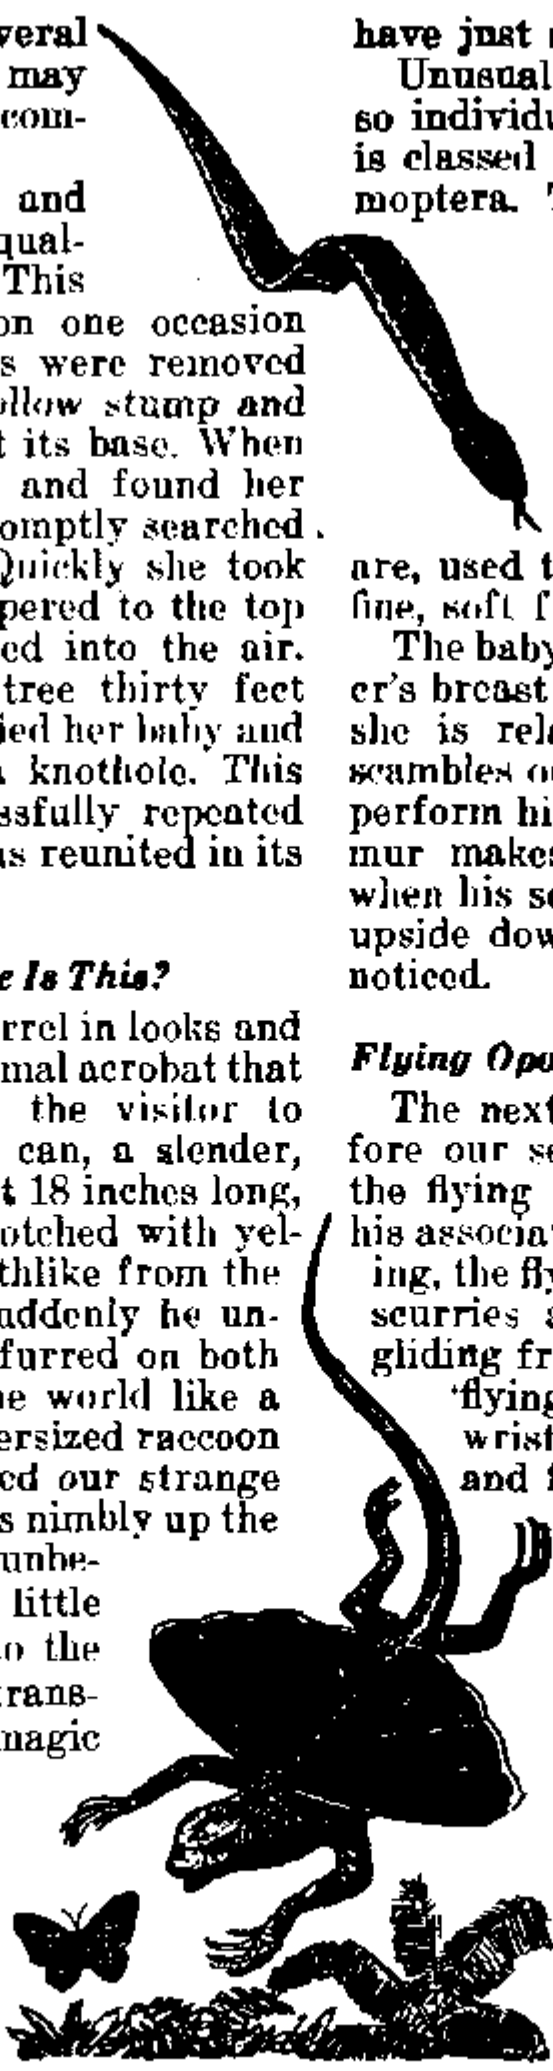 veral
may
com-
and
qual-
This
on one occasion
s were removed
ollow stump and
t its base. When
and found her
omptly searched.
Quickly she took
pered to the top
ed into the air.
tree thirty feet
ied her baby and
a knothole. This
ssfully repeated
as reunited in its
e Is This?
rrel in looks and
mal acrobat that
the visitor to
can, a slender,
t 18 inches long,
otched with yel-
thlike from the
uddenly he un-
furred on both
he world like a
ersized raccoon
ed our strange
s nimbly up the
unbe-
little
o the
trans-
magic
have just
Unusual
so individu
is classed
moptera. T
are, used t
fine, soft f
The baby
er's breast
she is rel
scambles o
perform hi
mur makes
when his s
upside dow
noticed.
Flying Opo
The next
fore our se
the flying
his associa
ing, the fly
scurries a
gliding fr
'flying
wrist
and f